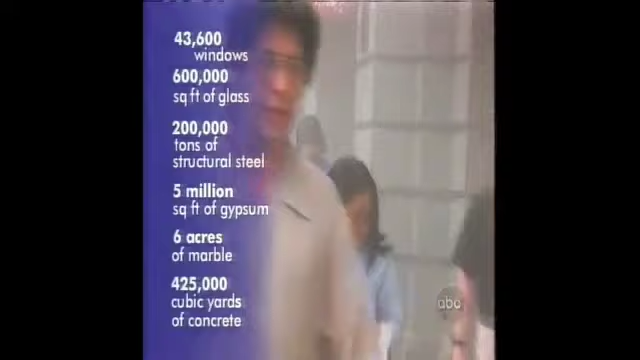 43,600
windows
600,000
sq ft of glass
200,000
tons of
structural steel
5 million
sq ft of gypsum
6 acres
of marble
425,000
cubic yards
of concrete
abc